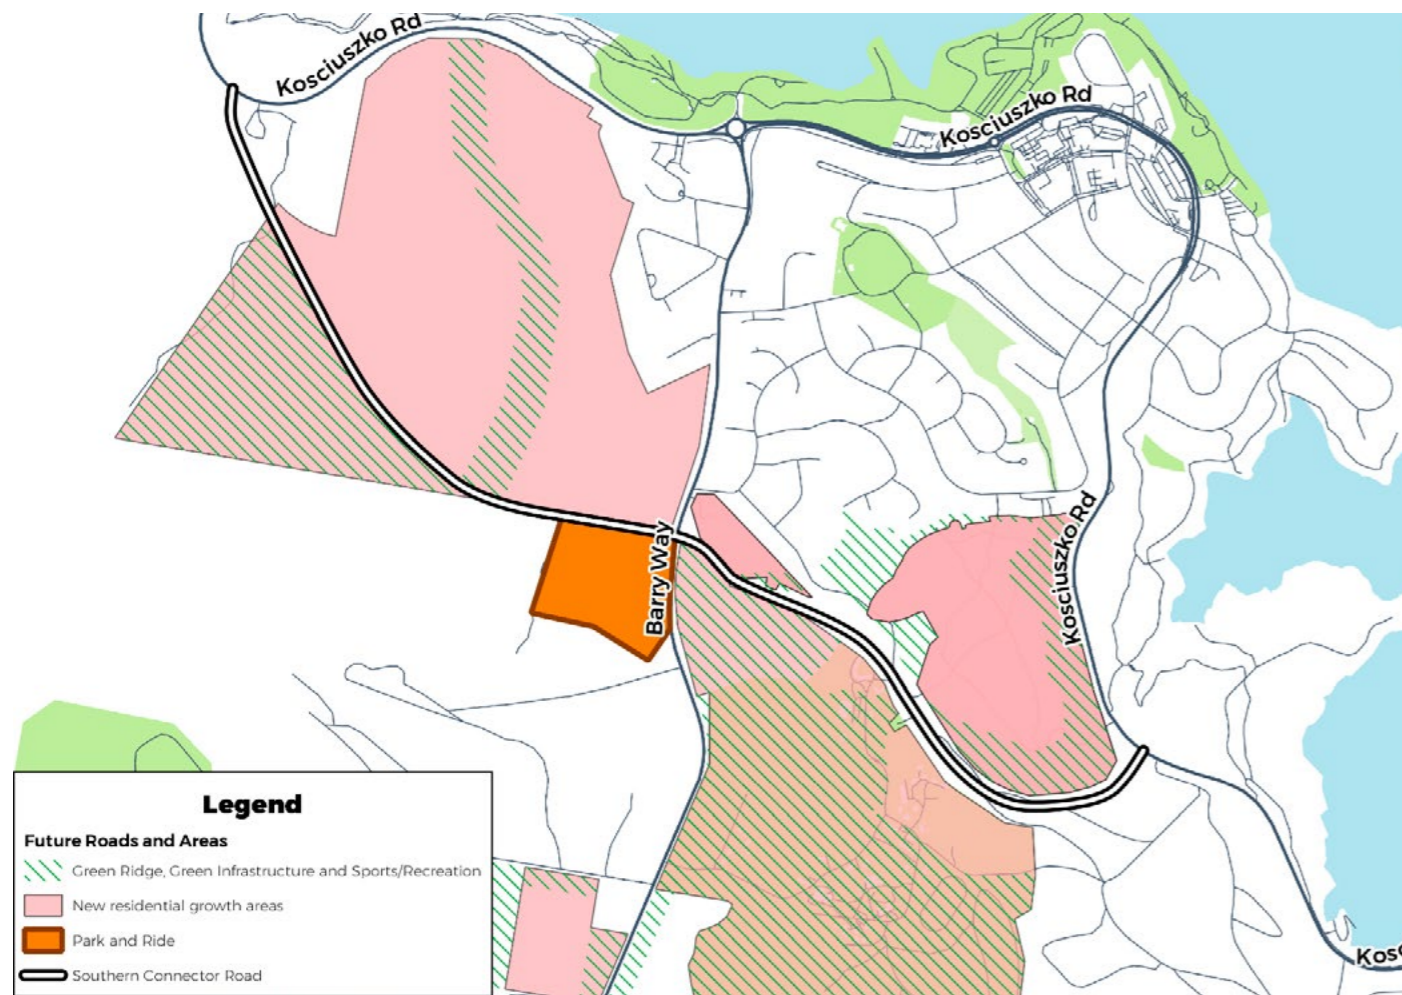 Kosciuszko Rd
Kosciuszko Rd
Kosciuszko Rd
Barry Way
Kosc
Legend
Future Roads and Areas
Green Ridge, Green Infrastructure and Sports/Recreation
New residential growth areas
Park and Ride
Southern Connector Road